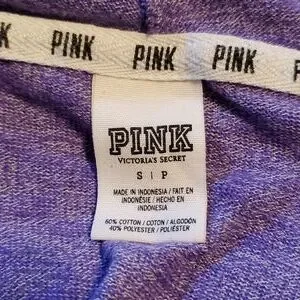 PINK PINK PINK PINK
PINK
VICTORIA'S SECRET
S | P
MADE IN INDONESIA / FAIT EN
INDONÉSIE / HECHO EN
INDONESIA
60% COTTON / COTON / ALGODÓN
40% POLYESTER / POLIÉSTER